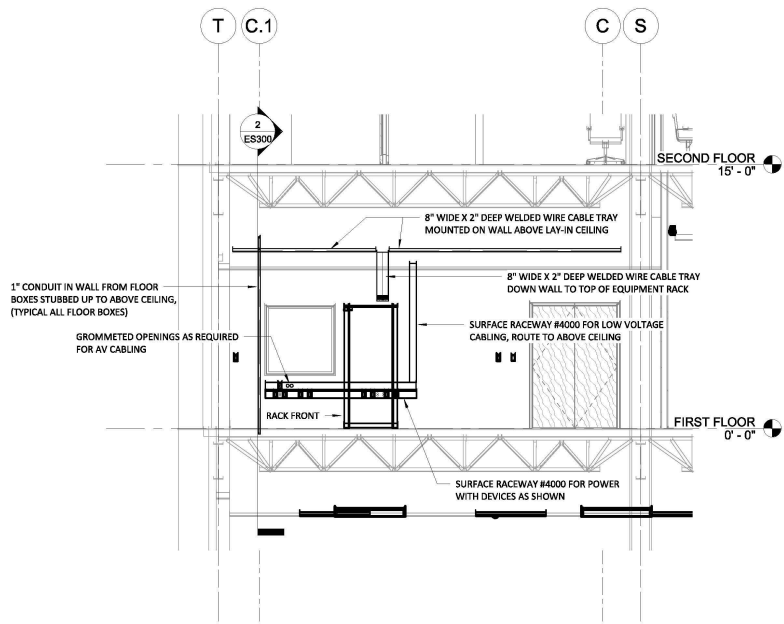 T
C.1
C
S
2
ES300
SECOND FLOOR
15' - 0"
8" WIDE X 2" DEEP WELDED WIRE CABLE TRAY
MOUNTED ON WALL ABOVE LAY-IN CEILING
8" WIDE X 2" DEEP WELDED WIRE CABLE TRAY
DOWN WALL TO TOP OF EQUIPMENT RACK
1" CONDUIT IN WALL FROM FLOOR
BOXES STUBBED UP TO ABOVE CEILING,
(TYPICAL ALL FLOOR BOXES)
SURFACE RACEWAY #4000 FOR LOW VOLTAGE
CABLING, ROUTE TO ABOVE CEILING
GROMMETED OPENINGS AS REQUIRED
FOR AV CABLING
RACK FRONT
FIRST FLOOR
0' - 0"
SURFACE RACEWAY #4000 FOR POWER
WITH DEVICES AS SHOWN